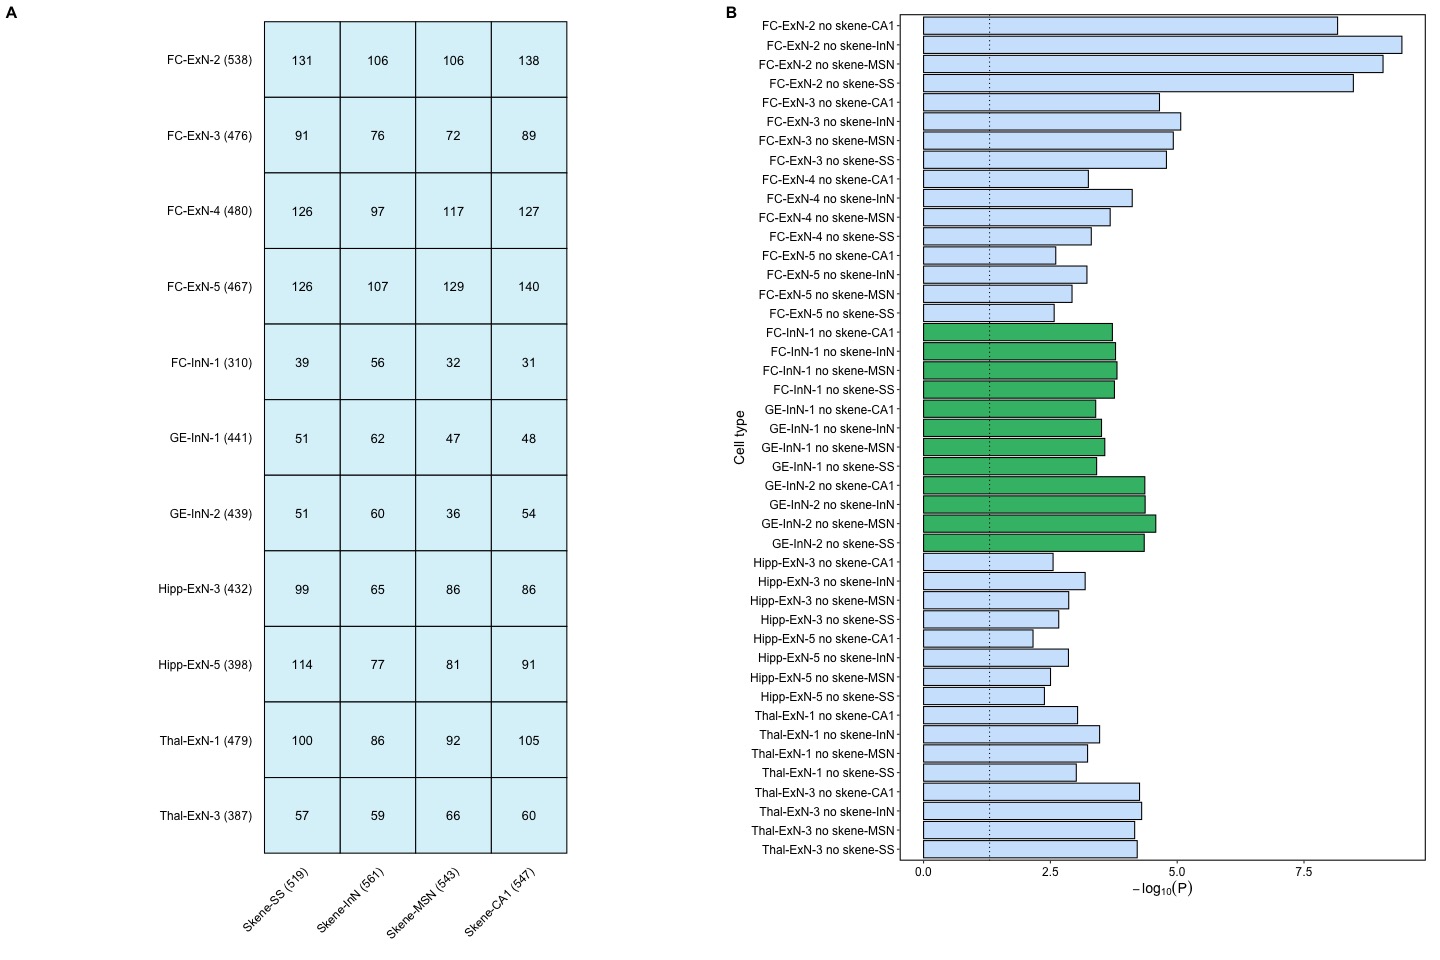 A
FC-ExN-2 (538) 131 106 106 138
FC-ExN-3 (476) 91 76 72 89
FC-ExN-4 (480) 126 97 117 127
FC-ExN-5 (467) 126 107 129 140
FC-InN-1 (310) 39 56 32 31
GE-InN-1 (441) 51 62 47 48
GE-InN-2 (439) 51 60 36 54
Hipp-ExN-3 (432) 99 65 86 86
Hipp-ExN-5 (398) 114 77 81 91
Thal-ExN-1 (479) 100 86 92 105
Thal-ExN-3 (387) 57 59 66 60
Skene-SS (519)
Skene-InN (561)
Skene-MSN (543)
Skene-CA1 (547)
B
Cell type
FC-ExN-2 no skene-CA1
FC-ExN-2 no skene-InN
FC-ExN-2 no skene-MSN
FC-ExN-2 no skene-SS
FC-ExN-3 no skene-CA1
FC-ExN-3 no skene-InN
FC-ExN-3 no skene-MSN
FC-ExN-3 no skene-SS
FC-ExN-4 no skene-CA1
FC-ExN-4 no skene-InN
FC-ExN-4 no skene-MSN
FC-ExN-4 no skene-SS
FC-ExN-5 no skene-CA1
FC-ExN-5 no skene-InN
FC-ExN-5 no skene-MSN
FC-ExN-5 no skene-SS
FC-InN-1 no skene-CA1
FC-InN-1 no skene-InN
FC-InN-1 no skene-MSN
FC-InN-1 no skene-SS
GE-InN-1 no skene-CA1
GE-InN-1 no skene-InN
GE-InN-1 no skene-MSN
GE-InN-1 no skene-SS
GE-InN-2 no skene-CA1
GE-InN-2 no skene-InN
GE-InN-2 no skene-MSN
GE-InN-2 no skene-SS
Hipp-ExN-3 no skene-CA1
Hipp-ExN-3 no skene-InN
Hipp-ExN-3 no skene-MSN
Hipp-ExN-3 no skene-SS
Hipp-ExN-5 no skene-CA1
Hipp-ExN-5 no skene-InN
Hipp-ExN-5 no skene-MSN
Hipp-ExN-5 no skene-SS
Thal-ExN-1 no skene-CA1
Thal-ExN-1 no skene-InN
Thal-ExN-1 no skene-MSN
Thal-ExN-1 no skene-SS
Thal-ExN-3 no skene-CA1
Thal-ExN-3 no skene-InN
Thal-ExN-3 no skene-MSN
Thal-ExN-3 no skene-SS
0.0 2.5 5.0 7.5
−log₁₀(P)